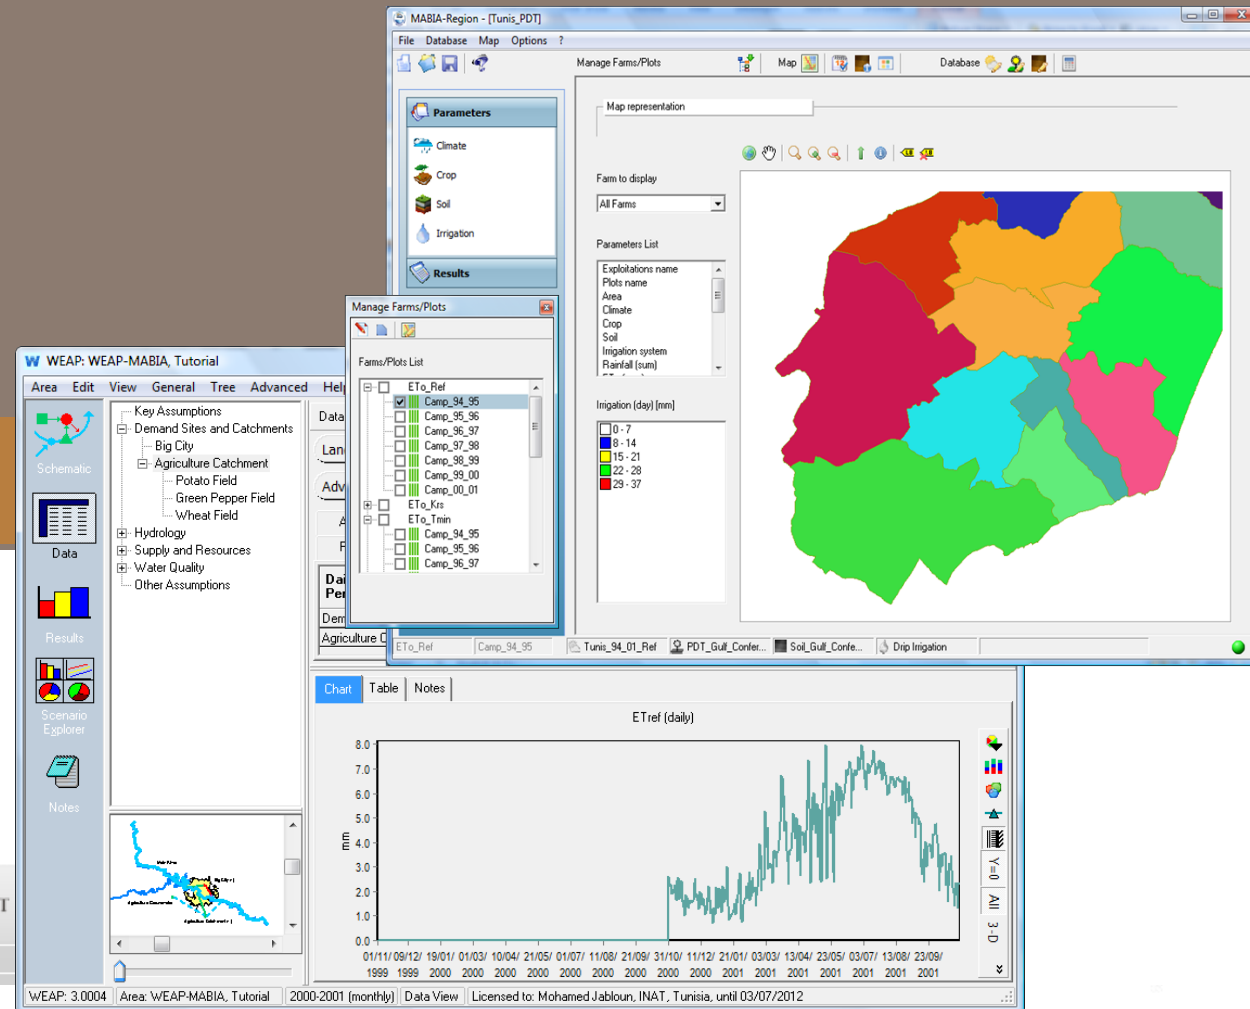 MABIA-Region - [Tunis_PDT]
File Database Map Options ?
Manage Farms/Plots Map Database
Parameters
Climate
Crop
Soil
Irrigation
Results
Map representation
Farm to display
All Farms
Parameters List
Exploitations name
Plots name
Area
Climate
Crop
Soil
Irrigation system
Rainfall (sum)
Irrigation (day) [mm]
0 - 7
8 - 14
15 - 21
22 - 28
29 - 37
ETo_Ref Camp_94_95 Tunis_94_01_Ref PDT_Gulf_Confer... Soil_Gulf_Confe... Drip Irrigation
Manage Farms/Plots
Farms/Plots List
ETo_Ref
Camp_94_95
Camp_95_96
Camp_96_97
Camp_97_98
Camp_98_99
Camp_99_00
Camp_00_01
ETo_Krs
ETo_Tmin
Camp_94_95
Camp_95_96
Camp_96_97
WEAP: WEAP-MABIA, Tutorial
Area Edit View General Tree Advanced Help
Schematic
Data
Results
Scenario
Explorer
Notes
Key Assumptions
Demand Sites and Catchments
Big City
Agriculture Catchment
Potato Field
Green Pepper Field
Wheat Field
Hydrology
Supply and Resources
Water Quality
Other Assumptions
Data
Lan
Adv
Dai
Per
Dem
Agriculture C
Chart Table Notes
ETref (daily)
mm
8.0
7.0
6.0
5.0
4.0
3.0
2.0
1.0
0.0
01/11/ 09/12/ 19/01/ 01/03/ 10/04/ 21/05/ 01/07/ 11/08/ 21/09/ 31/10/ 11/12/ 21/01/ 03/03/ 13/04/ 23/05/ 03/07/ 13/08/ 23/09/
1999 1999 2000 2000 2000 2000 2000 2000 2000 2000 2000 2001 2001 2001 2001 2001 2001 2001
Y=0
All
3-D
WEAP: 3.0004 Area: WEAP-MABIA, Tutorial 2000-2001 (monthly) Data View Licensed to: Mohamed Jabloun, INAT, Tunisia, until 03/07/2012